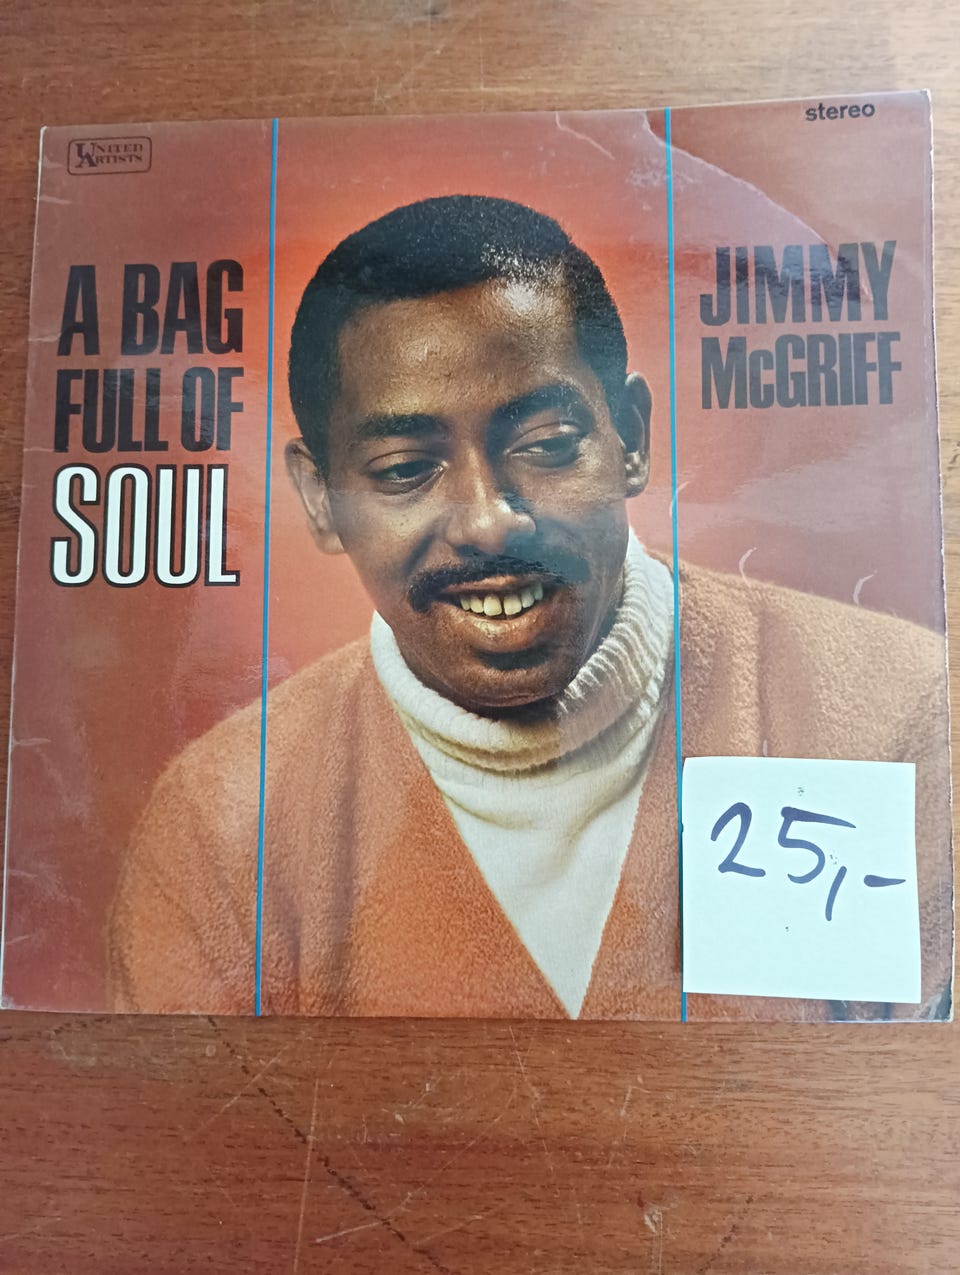 UNITED
ARTISTS
stereo
A BAG
FULL OF
SOUL
JIMMY
McGRIFF
25,-